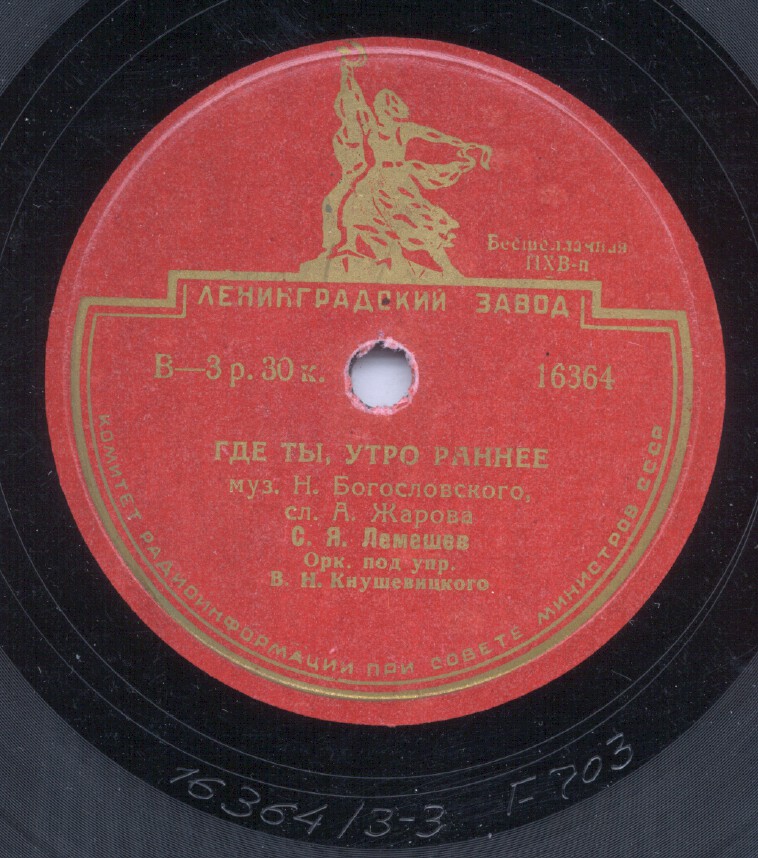 Бесшеллачная
ПХВ-п
ЛЕНИНГРАДСКИЙ ЗАВОД
В—3 р. 30 к.
16364
ГДЕ ТЫ, УТРО РАННЕЕ
муз. Н. Богословского,
сл. А. Жарова
С. Я. Лемешев
Орк. под упр.
В. Н. Кнушевицкого
КОМИТЕТ РАДИОИНФОРМАЦИИ ПРИ СОВЕТЕ МИНИСТРОВ СССР
16364/3-3 Г-703